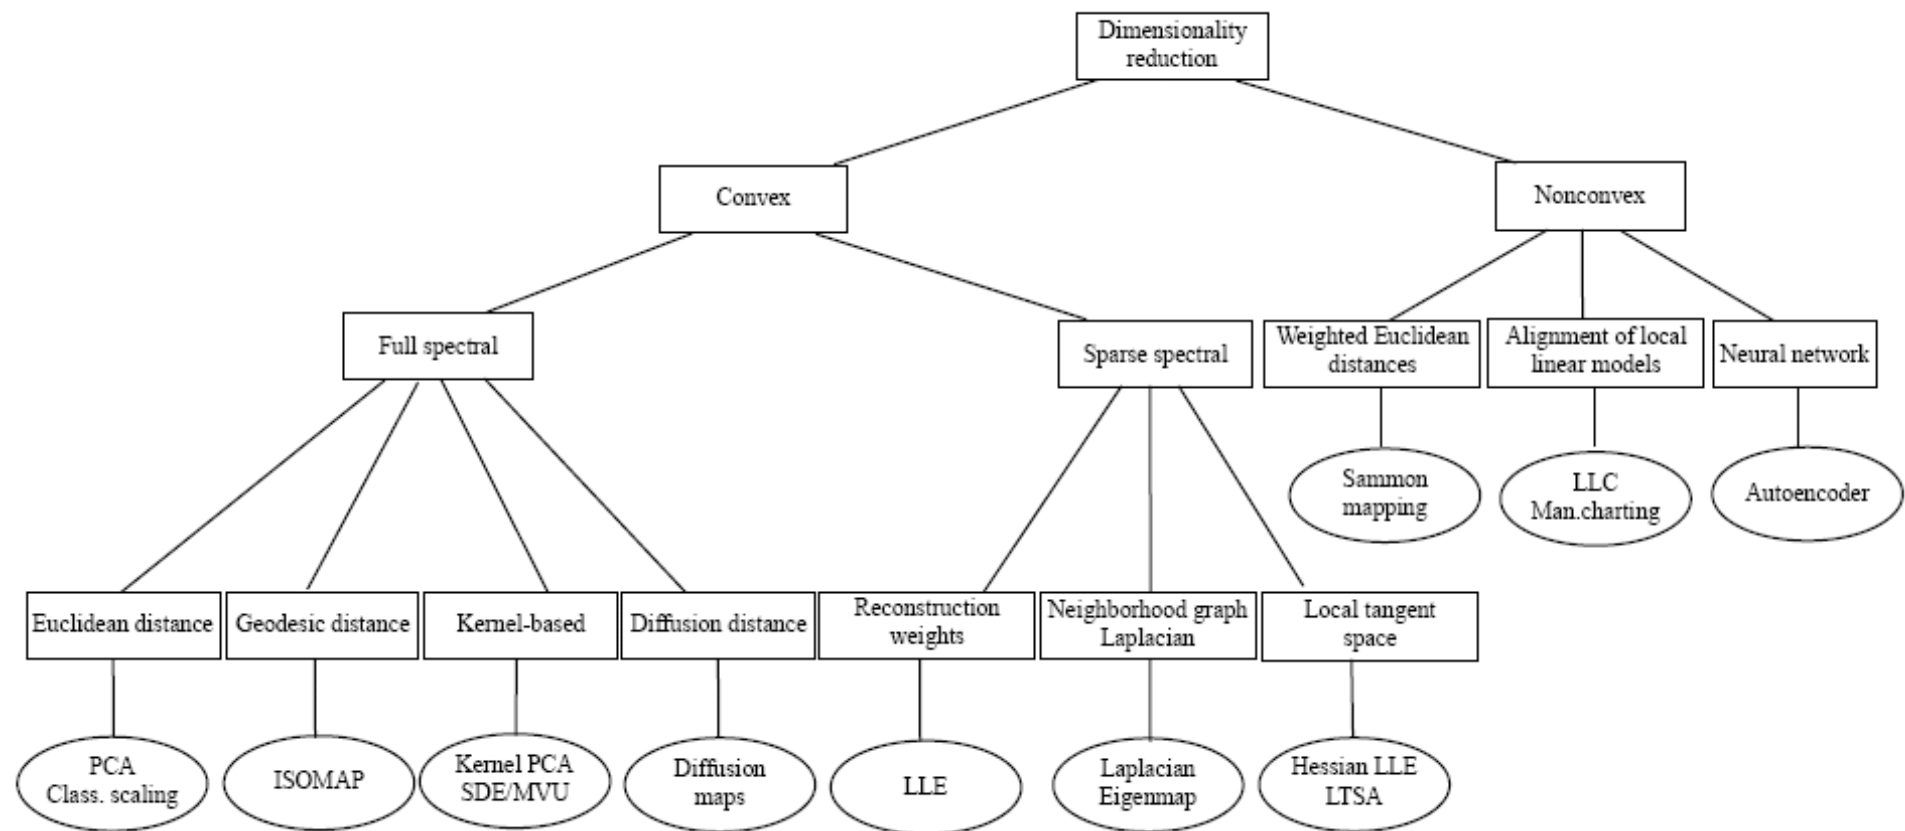 Dimensionality
reduction
Convex
Nonconvex
Full spectral
Sparse spectral
Weighted Euclidean
distances
Alignment of local
linear models
Neural network
Sammon
mapping
LLC
Man.charting
Autoencoder
Euclidean distance
Geodesic distance
Kernel-based
Diffusion distance
Reconstruction
weights
Neighborhood graph
Laplacian
Local tangent
space
PCA
Class. scaling
ISOMAP
Kernel PCA
SDE/MVU
Diffusion
maps
LLE
Laplacian
Eigenmap
Hessian LLE
LTSA